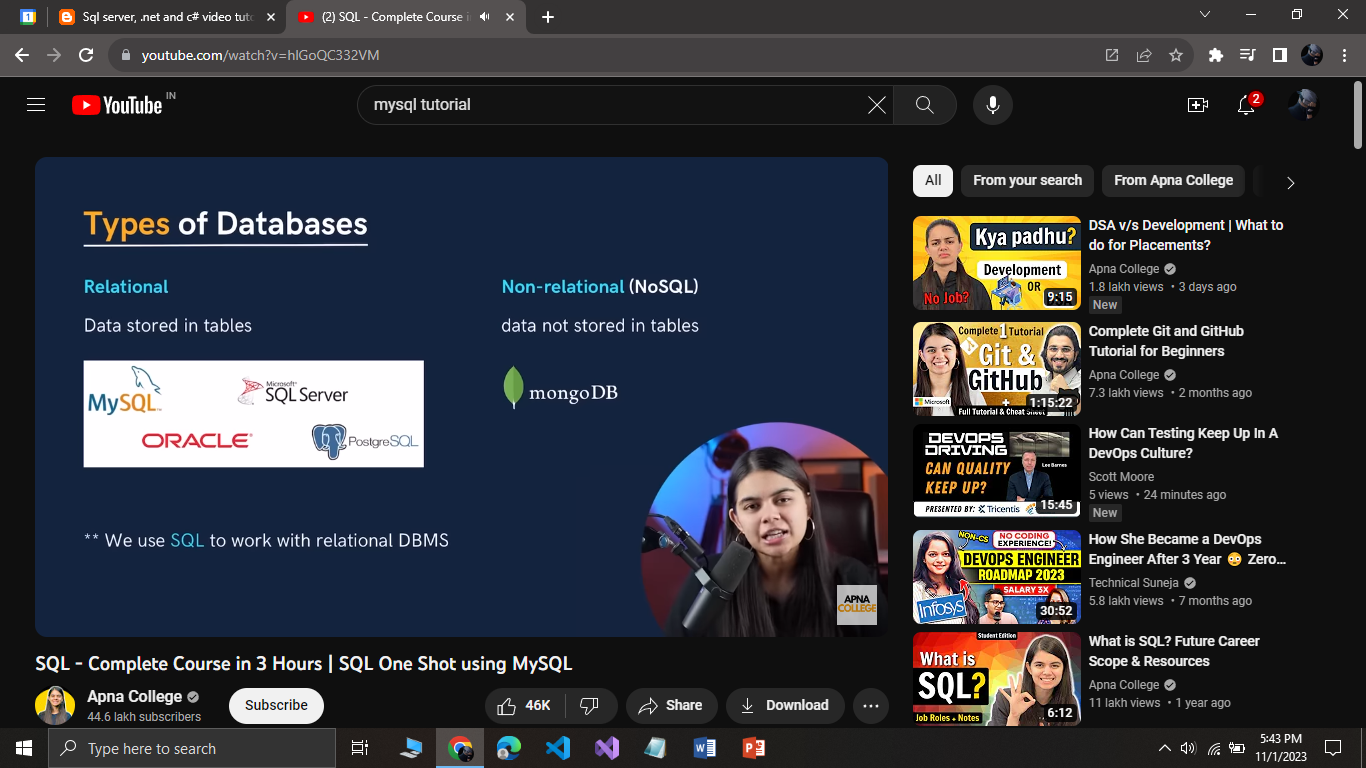 1
Sql server, .net and c# video tuto
(2) SQL - Complete Course in
youtube.com/watch?v=hlGoQC332VM
YouTube IN
mysql tutorial
2
Types of Databases
Relational
Data stored in tables
MySQL™
Microsoft® SQL Server
ORACLE®
PostgreSQL
Non-relational (NoSQL)
data not stored in tables
mongoDB
** We use SQL to work with relational DBMS
APNA
COLLEGE
SQL - Complete Course in 3 Hours | SQL One Shot using MySQL
Apna College
44.6 lakh subscribers
Subscribe
46K
Share
Download
All
From your search
From Apna College
Kya padhu?
Development
OR
No Job?
9:15
DSA v/s Development | What to
do for Placements?
Apna College
1.8 lakh views • 3 days ago
New
Complete 1 Tutorial
Git &
GitHub
Microsoft
+
Full Tutorial & Cheat Sheet
1:15:22
Complete Git and GitHub
Tutorial for Beginners
Apna College
7.3 lakh views • 2 months ago
DEVOPS
DRIVING
CAN QUALITY
KEEP UP?
Lee Barnes
PRESENTED BY: Tricentis
15:45
How Can Testing Keep Up In A
DevOps Culture?
Scott Moore
5 views • 24 minutes ago
New
NON-CS
NO CODING
EXPERIENCE!
DEVOPS ENGINEER
ROADMAP 2023
SALARY 3X
Infosys
30:52
How She Became a DevOps
Engineer After 3 Year 😳 Zero...
Technical Suneja
5.8 lakh views • 7 months ago
Student Edition
What is
SQL?
Job Roles + Notes
6:12
What is SQL? Future Career
Scope & Resources
Apna College
11 lakh views • 1 year ago
Type here to search
5:43 PM
11/1/2023